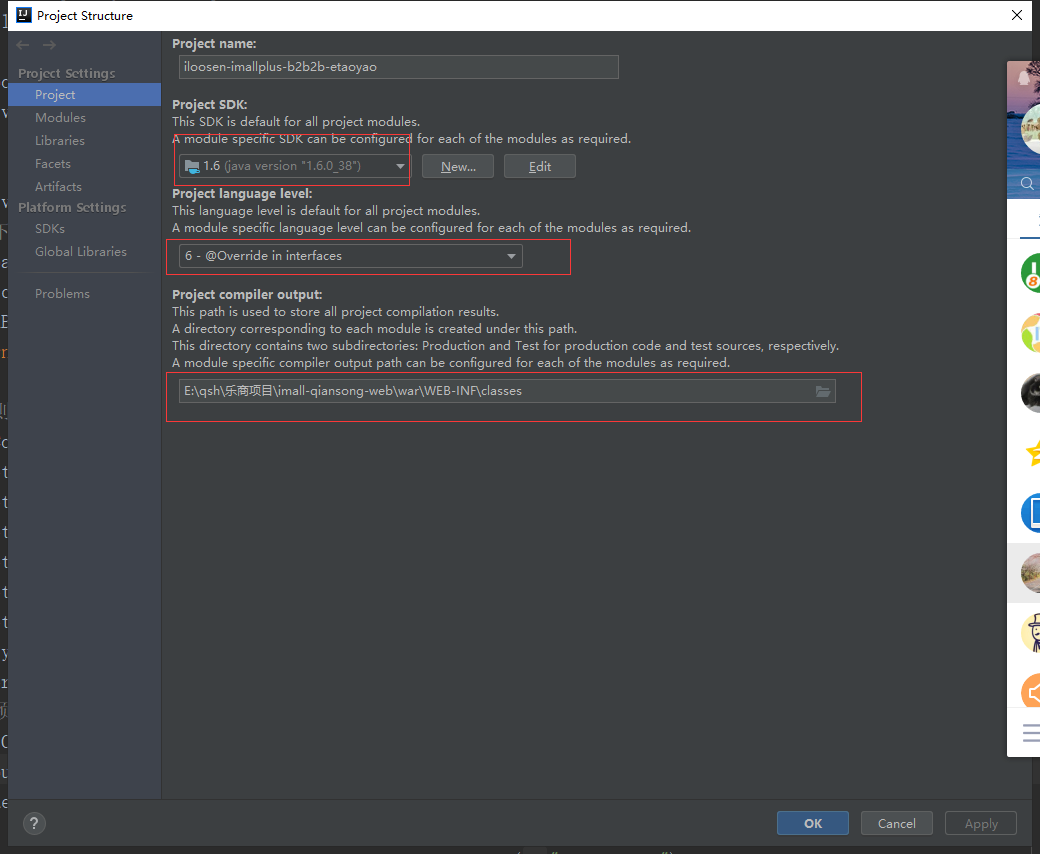 Project Structure
Project Settings
Project
Modules
Libraries
Facets
Artifacts
Platform Settings
SDKs
Global Libraries
Problems
Project name:
iloosen-imallplus-b2b2b-etaoyao
Project SDK:
This SDK is default for all project modules.
A module specific SDK can be configured for each of the modules as required.
1.6 (java version "1.6.0_38")
New...
Edit
Project language level:
This language level is default for all project modules.
A module specific language level can be configured for each of the modules as required.
6 - @Override in interfaces
Project compiler output:
This path is used to store all project compilation results.
A directory corresponding to each module is created under this path.
This directory contains two subdirectories: Production and Test for production code and test sources, respectively.
A module specific compiler output path can be configured for each of the modules as required.
E:\qsh\乐商项目\imall-qiansong-web\war\WEB-INF\classes
?
OK
Cancel
Apply